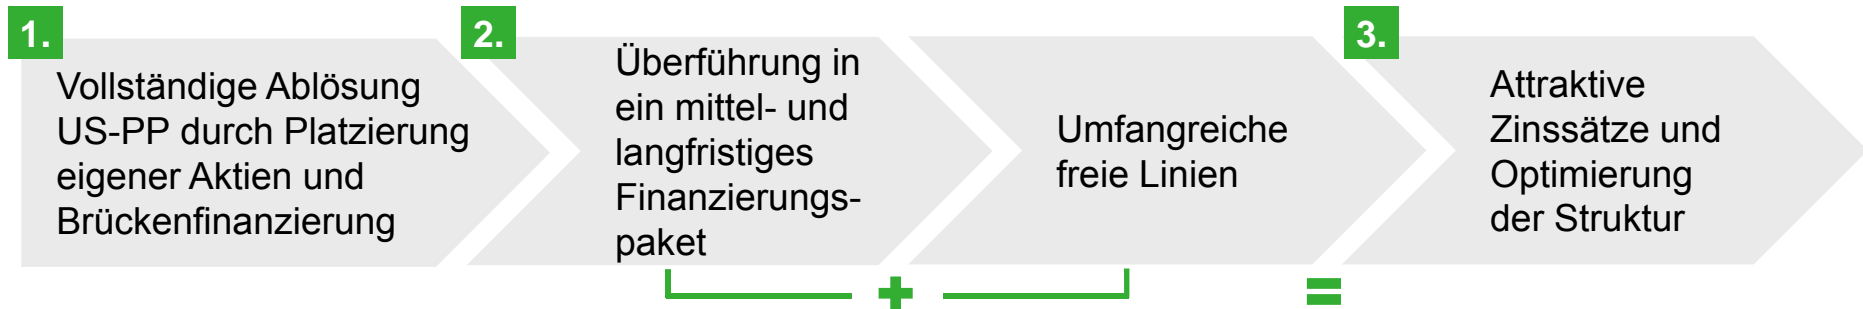 1.
Vollständige Ablösung
US-PP durch Platzierung
eigener Aktien und
Brückenfinanzierung
2.
Überführung in
ein mittel- und
langfristiges
Finanzierungs-
paket
Umfangreiche
freie Linien
3.
Attraktive
Zinssätze und
Optimierung
der Struktur
+
=